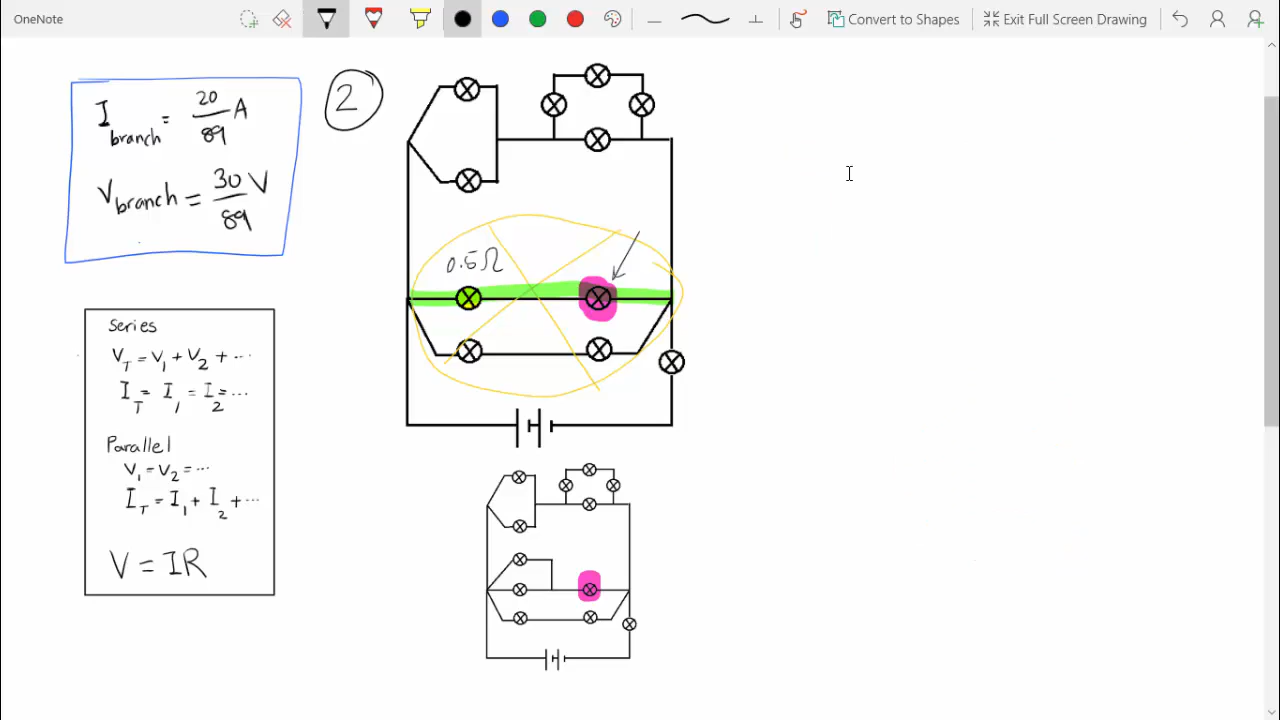 OneNote
Convert to Shapes
Exit Full Screen Drawing
I branch = 20/89 A
V branch = 30/89 V
2
0.5Ω
Series
V_T = V_1 + V_2 + ...
I_T = I_1 = I_2 = ...
Parallel
V_1 = V_2 = ...
I_T = I_1 + I_2 + ...
V = IR